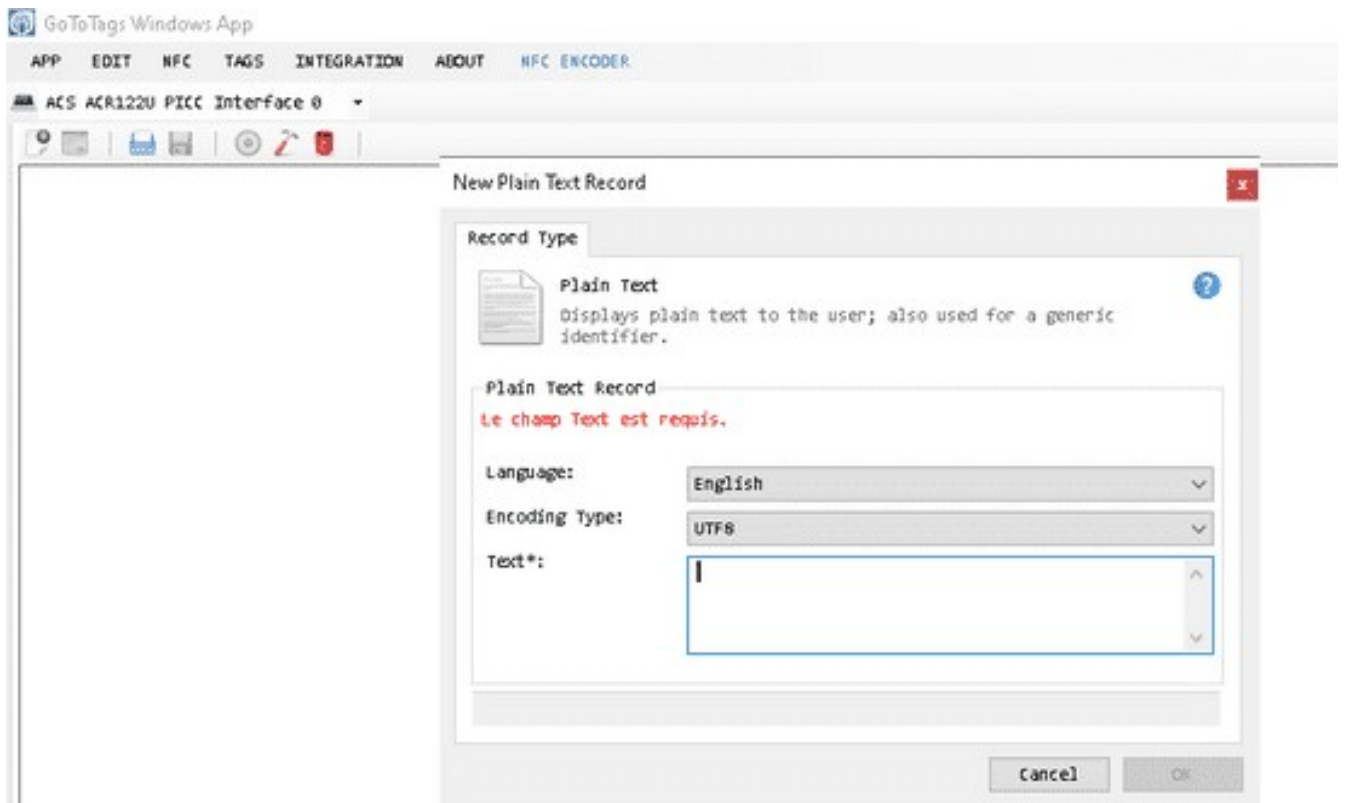 GoToTags Windows App
APP EDIT NFC TAGS INTEGRATION ABOUT NFC ENCODER
ACS ACR122U PICC Interface 0
New Plain Text Record
Record Type
Plain Text
Displays plain text to the user; also used for a generic
identifier.
Plain Text Record
Le champ Text est requis.
Language:
English
Encoding Type:
UTF8
Text*:
Cancel OK